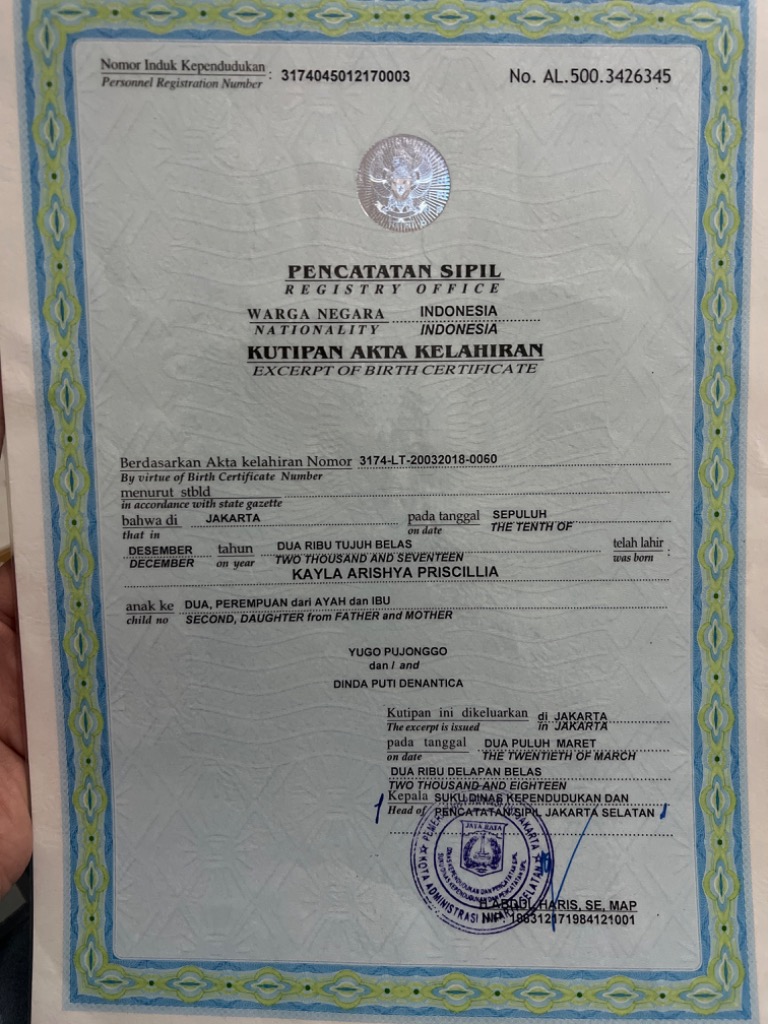 Nomor Induk Kependudukan : 3174045012170003
Personnel Registration Number
No. AL.500.3426345
PENCATATAN SIPIL
REGISTRY OFFICE
WARGA NEGARA INDONESIA
NATIONALITY INDONESIA
KUTIPAN AKTA KELAHIRAN
EXCERPT OF BIRTH CERTIFICATE
Berdasarkan Akta kelahiran Nomor 3174-LT-20032018-0060
By virtue of Birth Certificate Number
menurut stbld
in accordance with state gazette
bahwa di JAKARTA pada tanggal SEPULUH
that in on date THE TENTH OF
DESEMBER tahun DUA RIBU TUJUH BELAS telah lahir :
DECEMBER on year TWO THOUSAND AND SEVENTEEN was born
KAYLA ARISHYA PRISCILLIA
anak ke DUA, PEREMPUAN dari AYAH dan IBU
child no SECOND, DAUGHTER from FATHER and MOTHER
YUGO PUJONGGO
dan / and
DINDA PUTI DENANTICA
Kutipan ini dikeluarkan di JAKARTA
The excerpt is issued in JAKARTA
pada tanggal DUA PULUH MARET
on date THE TWENTIETH OF MARCH
DUA RIBU DELAPAN BELAS
TWO THOUSAND AND EIGHTEEN
Kepala SUKU DINAS KEPENDUDUKAN DAN
Head of PENCATATAN SIPIL JAKARTA SELATAN
JAYA RAYA
KOTA ADMINISTRASI JAKARTA SELATAN
H.ABDUL HARIS, SE, MAP
NIP. 196312171984121001